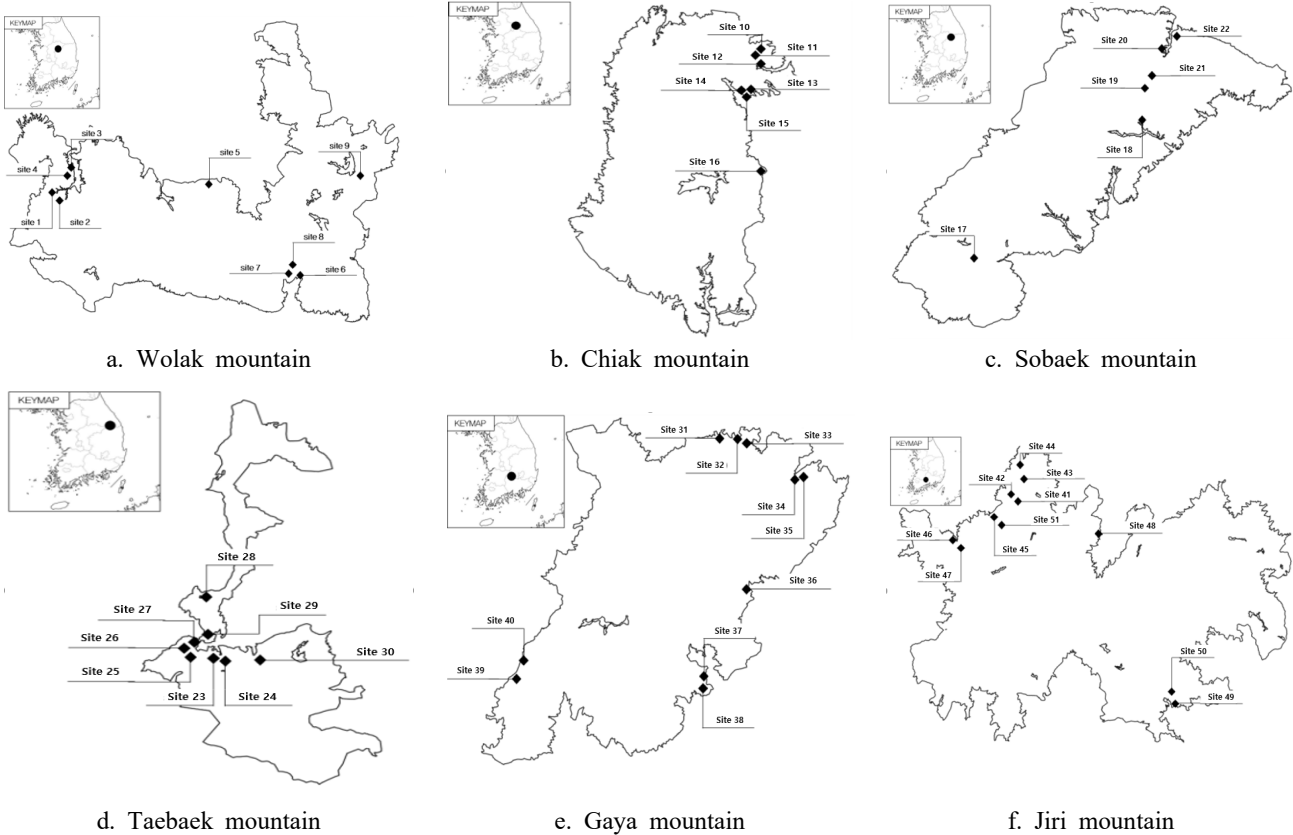 KEYMAP
site 3
site 4
site 5
site 9
site 1
site 2
site 8
site 7
site 6
a. Wolak mountain
KEYMAP
Site 10
Site 11
Site 12
Site 14
Site 13
Site 15
Site 16
b. Chiak mountain
KEYMAP
Site 22
Site 20
Site 21
Site 19
Site 18
Site 17
c. Sobaek mountain
KEYMAP
Site 28
Site 27
Site 29
Site 26
Site 30
Site 25
Site 23
Site 24
d. Taebaek mountain
KEYMAP
Site 31
Site 33
Site 32
Site 34
Site 35
Site 36
Site 40
Site 37
Site 39
Site 38
e. Gaya mountain
KEYMAP
Site 44
Site 43
Site 42
Site 41
Site 51
Site 48
Site 46
Site 45
Site 47
Site 50
Site 49
f. Jiri mountain